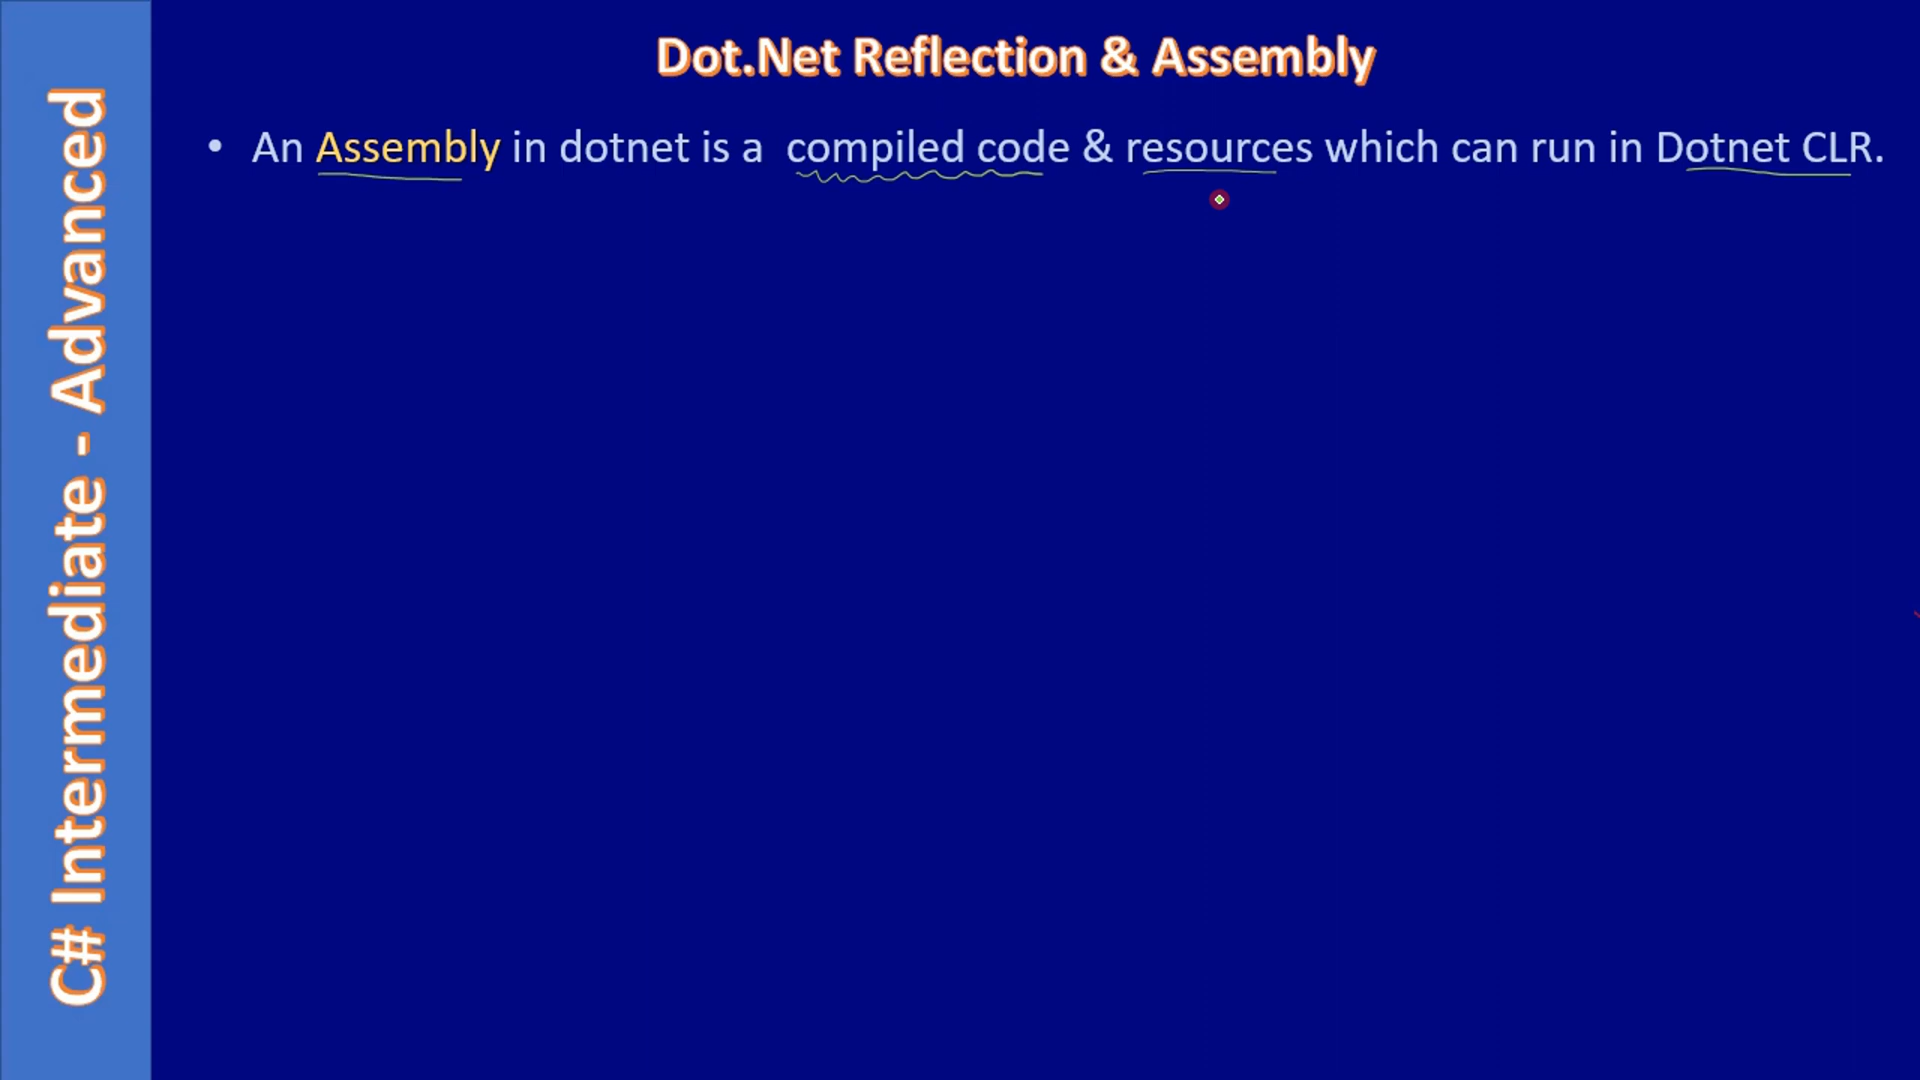 Dot.Net Reflection & Assembly
• An Assembly in dotnet is a compiled code & resources which can run in Dotnet CLR.
C# Intermediate - Advanced